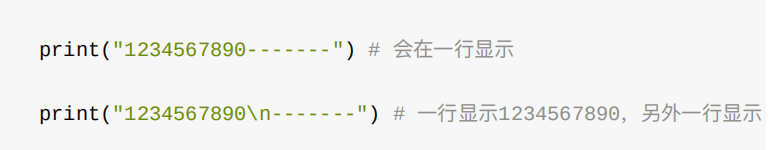 print("1234567890-------") # 会在一行显示
print("1234567890\n-------") # 一行显示1234567890，另外一行显示